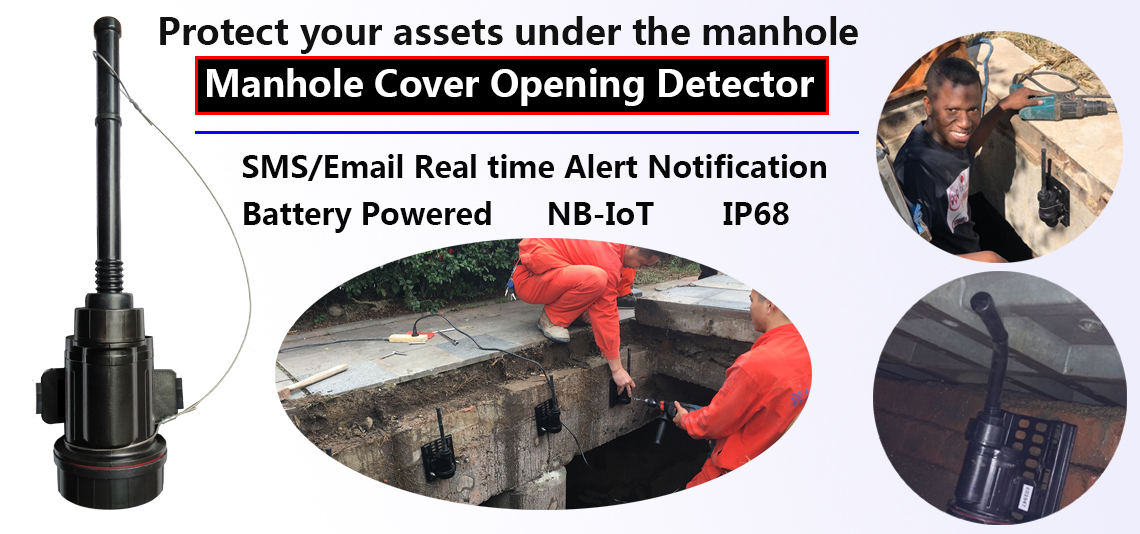 Protect your assets under the manhole
Manhole Cover Opening Detector
SMS/Email Real time Alert Notification
Battery Powered NB-IoT IP68